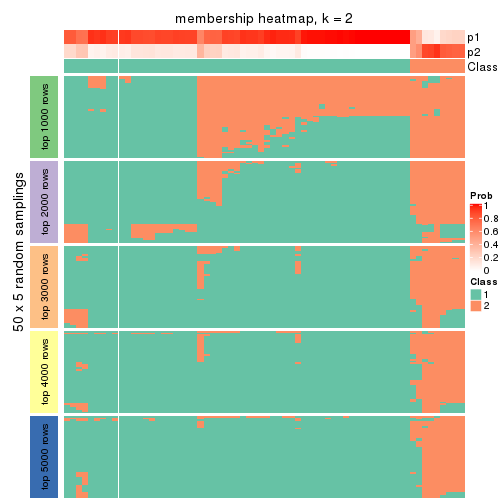 membership heatmap, k = 2
p1
p2
Class
50 x 5 random samplings
top 1000 rows
top 2000 rows
top 3000 rows
top 4000 rows
top 5000 rows
Prob
1
0.8
0.6
0.4
0.2
0
Class
1
2